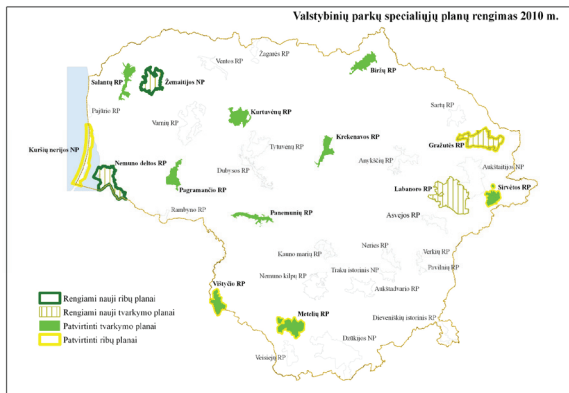 Valstybinių parkų specialiųjų planų rengimas 2010 m.
Žagarės RP
Ventos RP
Biržų RP
Salantų RP
Žemaitijos NP
Sartų RP
Pajūrio RP
Kurtuvėnų RP
Varnių RP
Kuršių nerijos NP
Tytuvėnų RP
Krekenavos RP
Gražutės RP
Nemuno deltos RP
Anykščių RP
Dubysos RP
Aukštaitijos NP
Pagramančio RP
Labanoro RP
Sirvėtos RP
Rambyno RP
Panemunių RP
Asvejos RP
Kauno marių RP
Neries RP
Verkių RP
Pavilnių RP
Nemuno kilpų RP
Trakų istorinis NP
Aukštadvario RP
Vištyčio RP
Dieveniškių istorinis RP
Metelių RP
Dzūkijos NP
Veisiejų RP
Rengiami nauji ribų planai
Rengiami nauji tvarkymo planai
Patvirtinti tvarkymo planai
Patvirtinti ribų planai